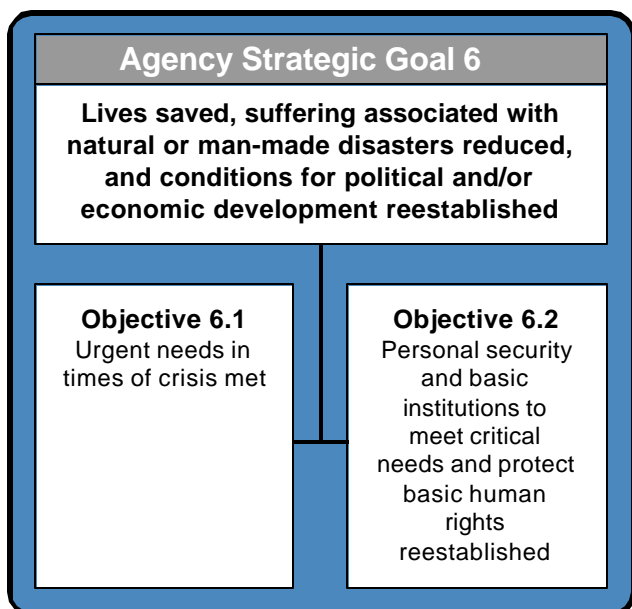 Agency Strategic Goal 6
Lives saved, suffering associated with
natural or man-made disasters reduced,
and conditions for political and/or
economic development reestablished
Objective 6.1
Urgent needs in
times of crisis met
Objective 6.2
Personal security
and basic
institutions to
meet critical
needs and protect
basic human
rights
reestablished